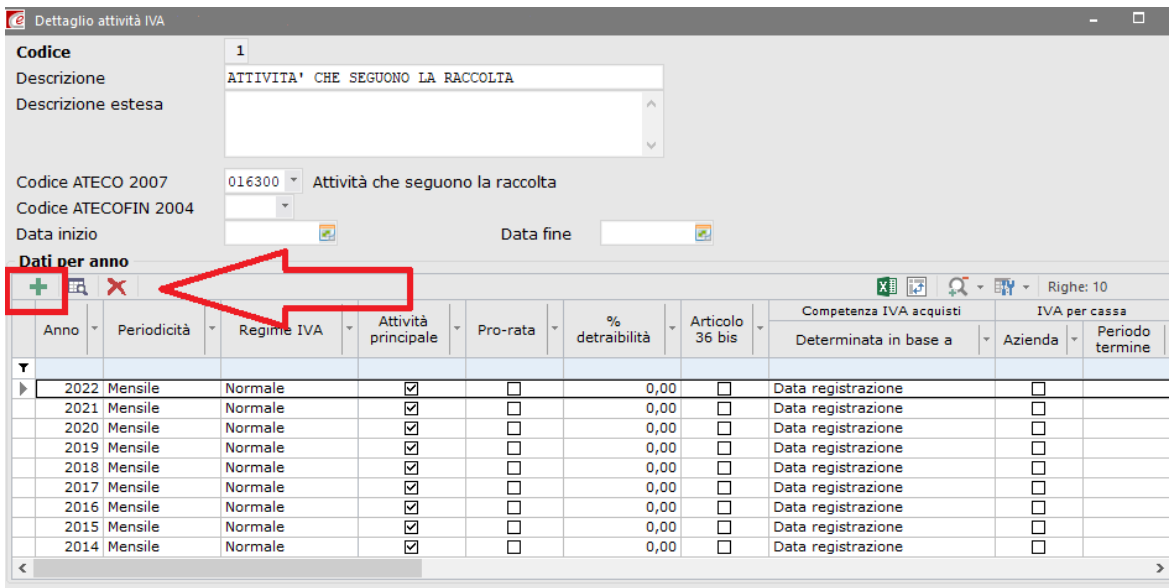 Dettaglio attività IVA
Codice 1
Descrizione ATTIVITA' CHE SEGUONO LA RACCOLTA
Descrizione estesa
Codice ATECO 2007 016300 Attività che seguono la raccolta
Codice ATECOFIN 2004
Data inizio Data fine
Dati per anno
Righe: 10
Competenza IVA acquisti IVA per cassa
Anno Periodicità Regime IVA Attività principale Pro-rata % detraibilità Articolo 36 bis Determinata in base a Azienda Periodo termine
2022 Mensile Normale 0,00 Data registrazione
2021 Mensile Normale 0,00 Data registrazione
2020 Mensile Normale 0,00 Data registrazione
2019 Mensile Normale 0,00 Data registrazione
2018 Mensile Normale 0,00 Data registrazione
2017 Mensile Normale 0,00 Data registrazione
2016 Mensile Normale 0,00 Data registrazione
2015 Mensile Normale 0,00 Data registrazione
2014 Mensile Normale 0,00 Data registrazione